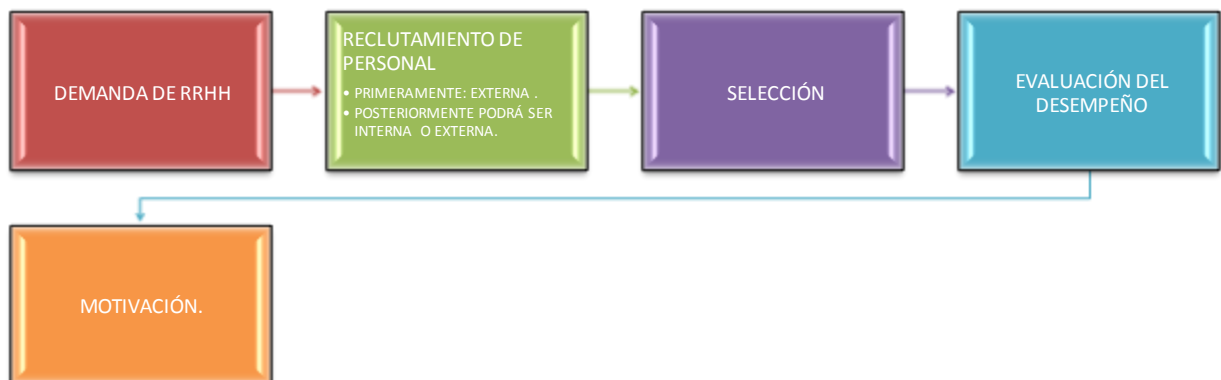 DEMANDA DE RRHH
RECLUTAMIENTO DE
PERSONAL
• PRIMERAMENTE: EXTERNA .
• POSTERIORMENTE PODRÁ SER
INTERNA O EXTERNA.
SELECCIÓN
EVALUACIÓN DEL
DESEMPEÑO
MOTIVACIÓN.